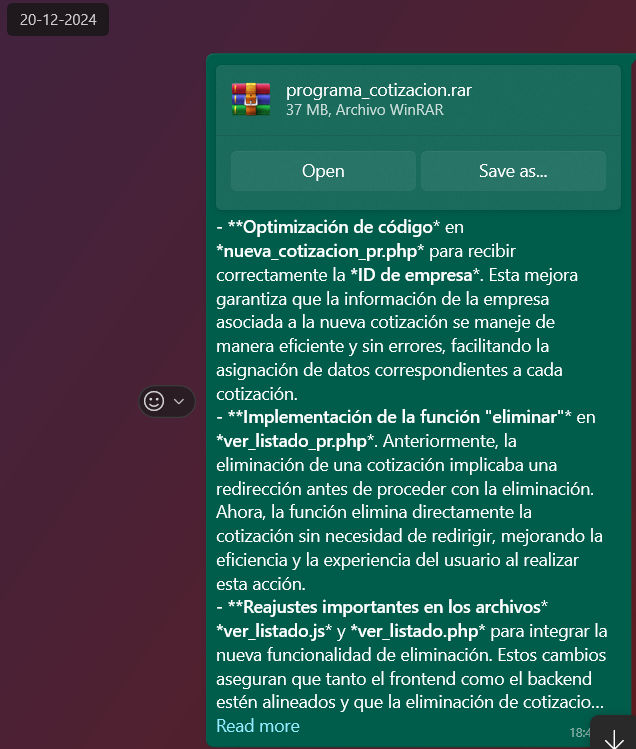 20-12-2024
programa_cotizacion.rar
37 MB, Archivo WinRAR
Open Save as...
- **Optimización de código* en
*nueva_cotizacion_pr.php* para recibir
correctamente la *ID de empresa*. Esta mejora
garantiza que la información de la empresa
asociada a la nueva cotización se maneje de
manera eficiente y sin errores, facilitando la
asignación de datos correspondientes a cada
cotización.
- **Implementación de la función "eliminar"* en
*ver_listado_pr.php*. Anteriormente, la
eliminación de una cotización implicaba una
redirección antes de proceder con la eliminación.
Ahora, la función elimina directamente la
cotización sin necesidad de redirigir, mejorando la
eficiencia y la experiencia del usuario al realizar
esta acción.
- **Reajustes importantes en los archivos*
*ver_listado.js* y *ver_listado.php* para integrar la
nueva funcionalidad de eliminación. Estos cambios
aseguran que tanto el frontend como el backend
estén alineados y que la eliminación de cotizacio...
Read more